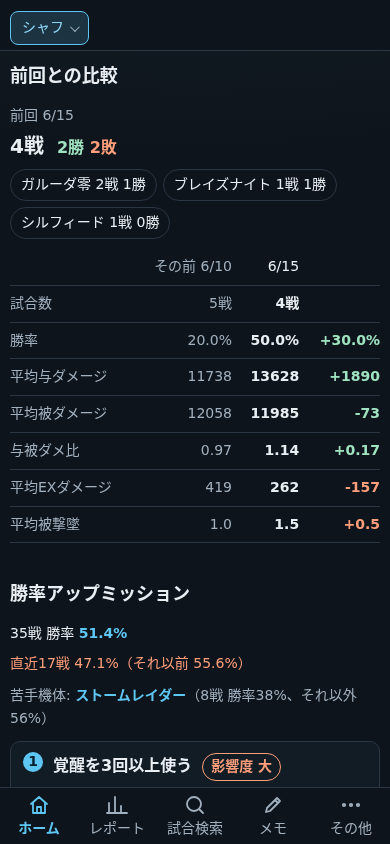 シャフ
前回との比較
前回 6/15
4戦 2勝 2敗
ガルーダ零 2戦 1勝 ブレイズナイト 1戦 1勝
シルフィード 1戦 0勝
その前 6/10 6/15
試合数 5戦 4戦
勝率 20.0% 50.0% +30.0%
平均与ダメージ 11738 13628 +1890
平均被ダメージ 12058 11985 -73
与被ダメ比 0.97 1.14 +0.17
平均EXダメージ 419 262 -157
平均被撃墜 1.0 1.5 +0.5
勝率アップミッション
35戦 勝率 51.4%
直近17戦 47.1%（それ以前 55.6%）
苦手機体: ストームレイダー（8戦 勝率38%、それ以外
56%）
1 覚醒を3回以上使う 影響度 大
ホーム レポート 試合検索 メモ その他